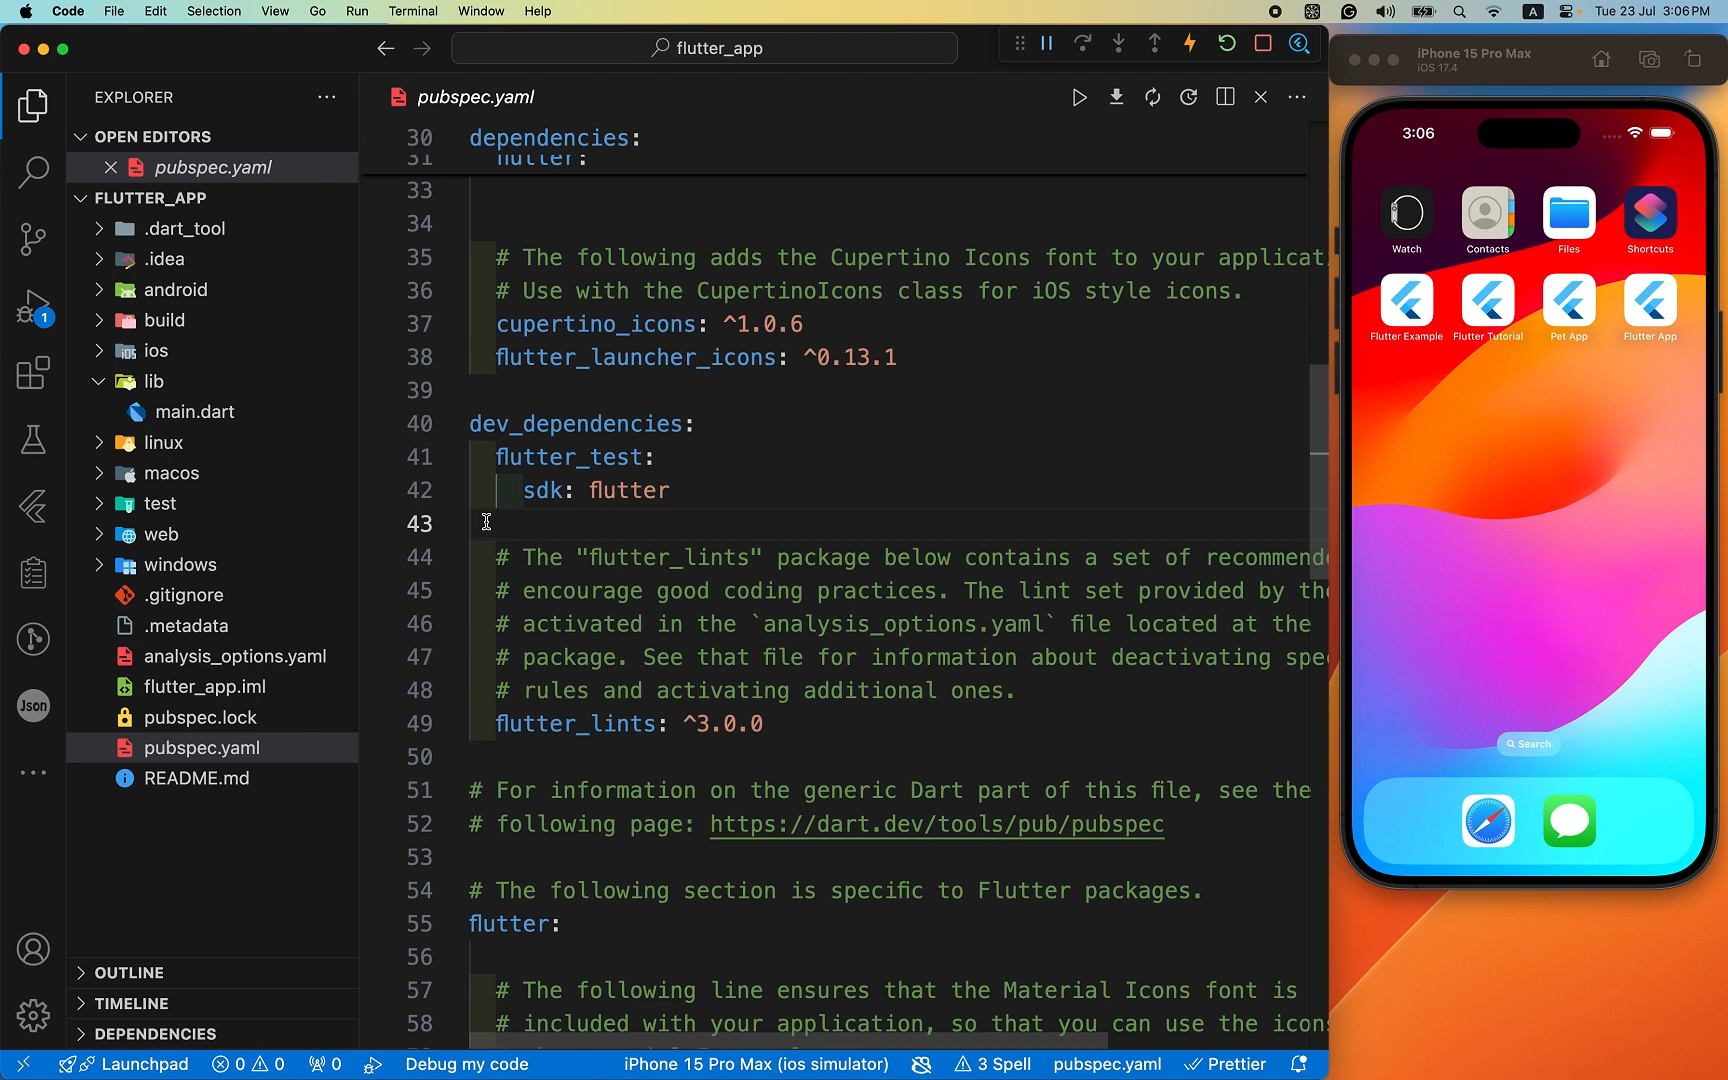 Code File Edit Selection View Go Run Terminal Window Help
A Tue 23 Jul 3:06 PM
flutter_app
EXPLORER
OPEN EDITORS
pubspec.yaml
FLUTTER_APP
.dart_tool
.idea
android
build
ios
lib
main.dart
linux
macos
test
web
windows
.gitignore
.metadata
analysis_options.yaml
flutter_app.iml
pubspec.lock
pubspec.yaml
README.md
OUTLINE
TIMELINE
DEPENDENCIES
1
Json
pubspec.yaml
30 dependencies:
31 flutter:
33
34
35 # The following adds the Cupertino Icons font to your applicati
36 # Use with the CupertinoIcons class for iOS style icons.
37 cupertino_icons: ^1.0.6
38 flutter_launcher_icons: ^0.13.1
39
40 dev_dependencies:
41 flutter_test:
42 sdk: flutter
43
44 # The "flutter_lints" package below contains a set of recommend
45 # encourage good coding practices. The lint set provided by th
46 # activated in the `analysis_options.yaml` file located at the
47 # package. See that file for information about deactivating spe
48 # rules and activating additional ones.
49 flutter_lints: ^3.0.0
50
51 # For information on the generic Dart part of this file, see the
52 # following page: https://dart.dev/tools/pub/pubspec
53
54 # The following section is specific to Flutter packages.
55 flutter:
56
57 # The following line ensures that the Material Icons font is
58 # included with your application, so that you can use the icon
Launchpad 0 0 0 Debug my code iPhone 15 Pro Max (ios simulator) 3 Spell pubspec.yaml Prettier
iPhone 15 Pro Max
iOS 17.4
3:06
Watch Contacts Files Shortcuts
Flutter Example Flutter Tutorial Pet App Flutter App
Search